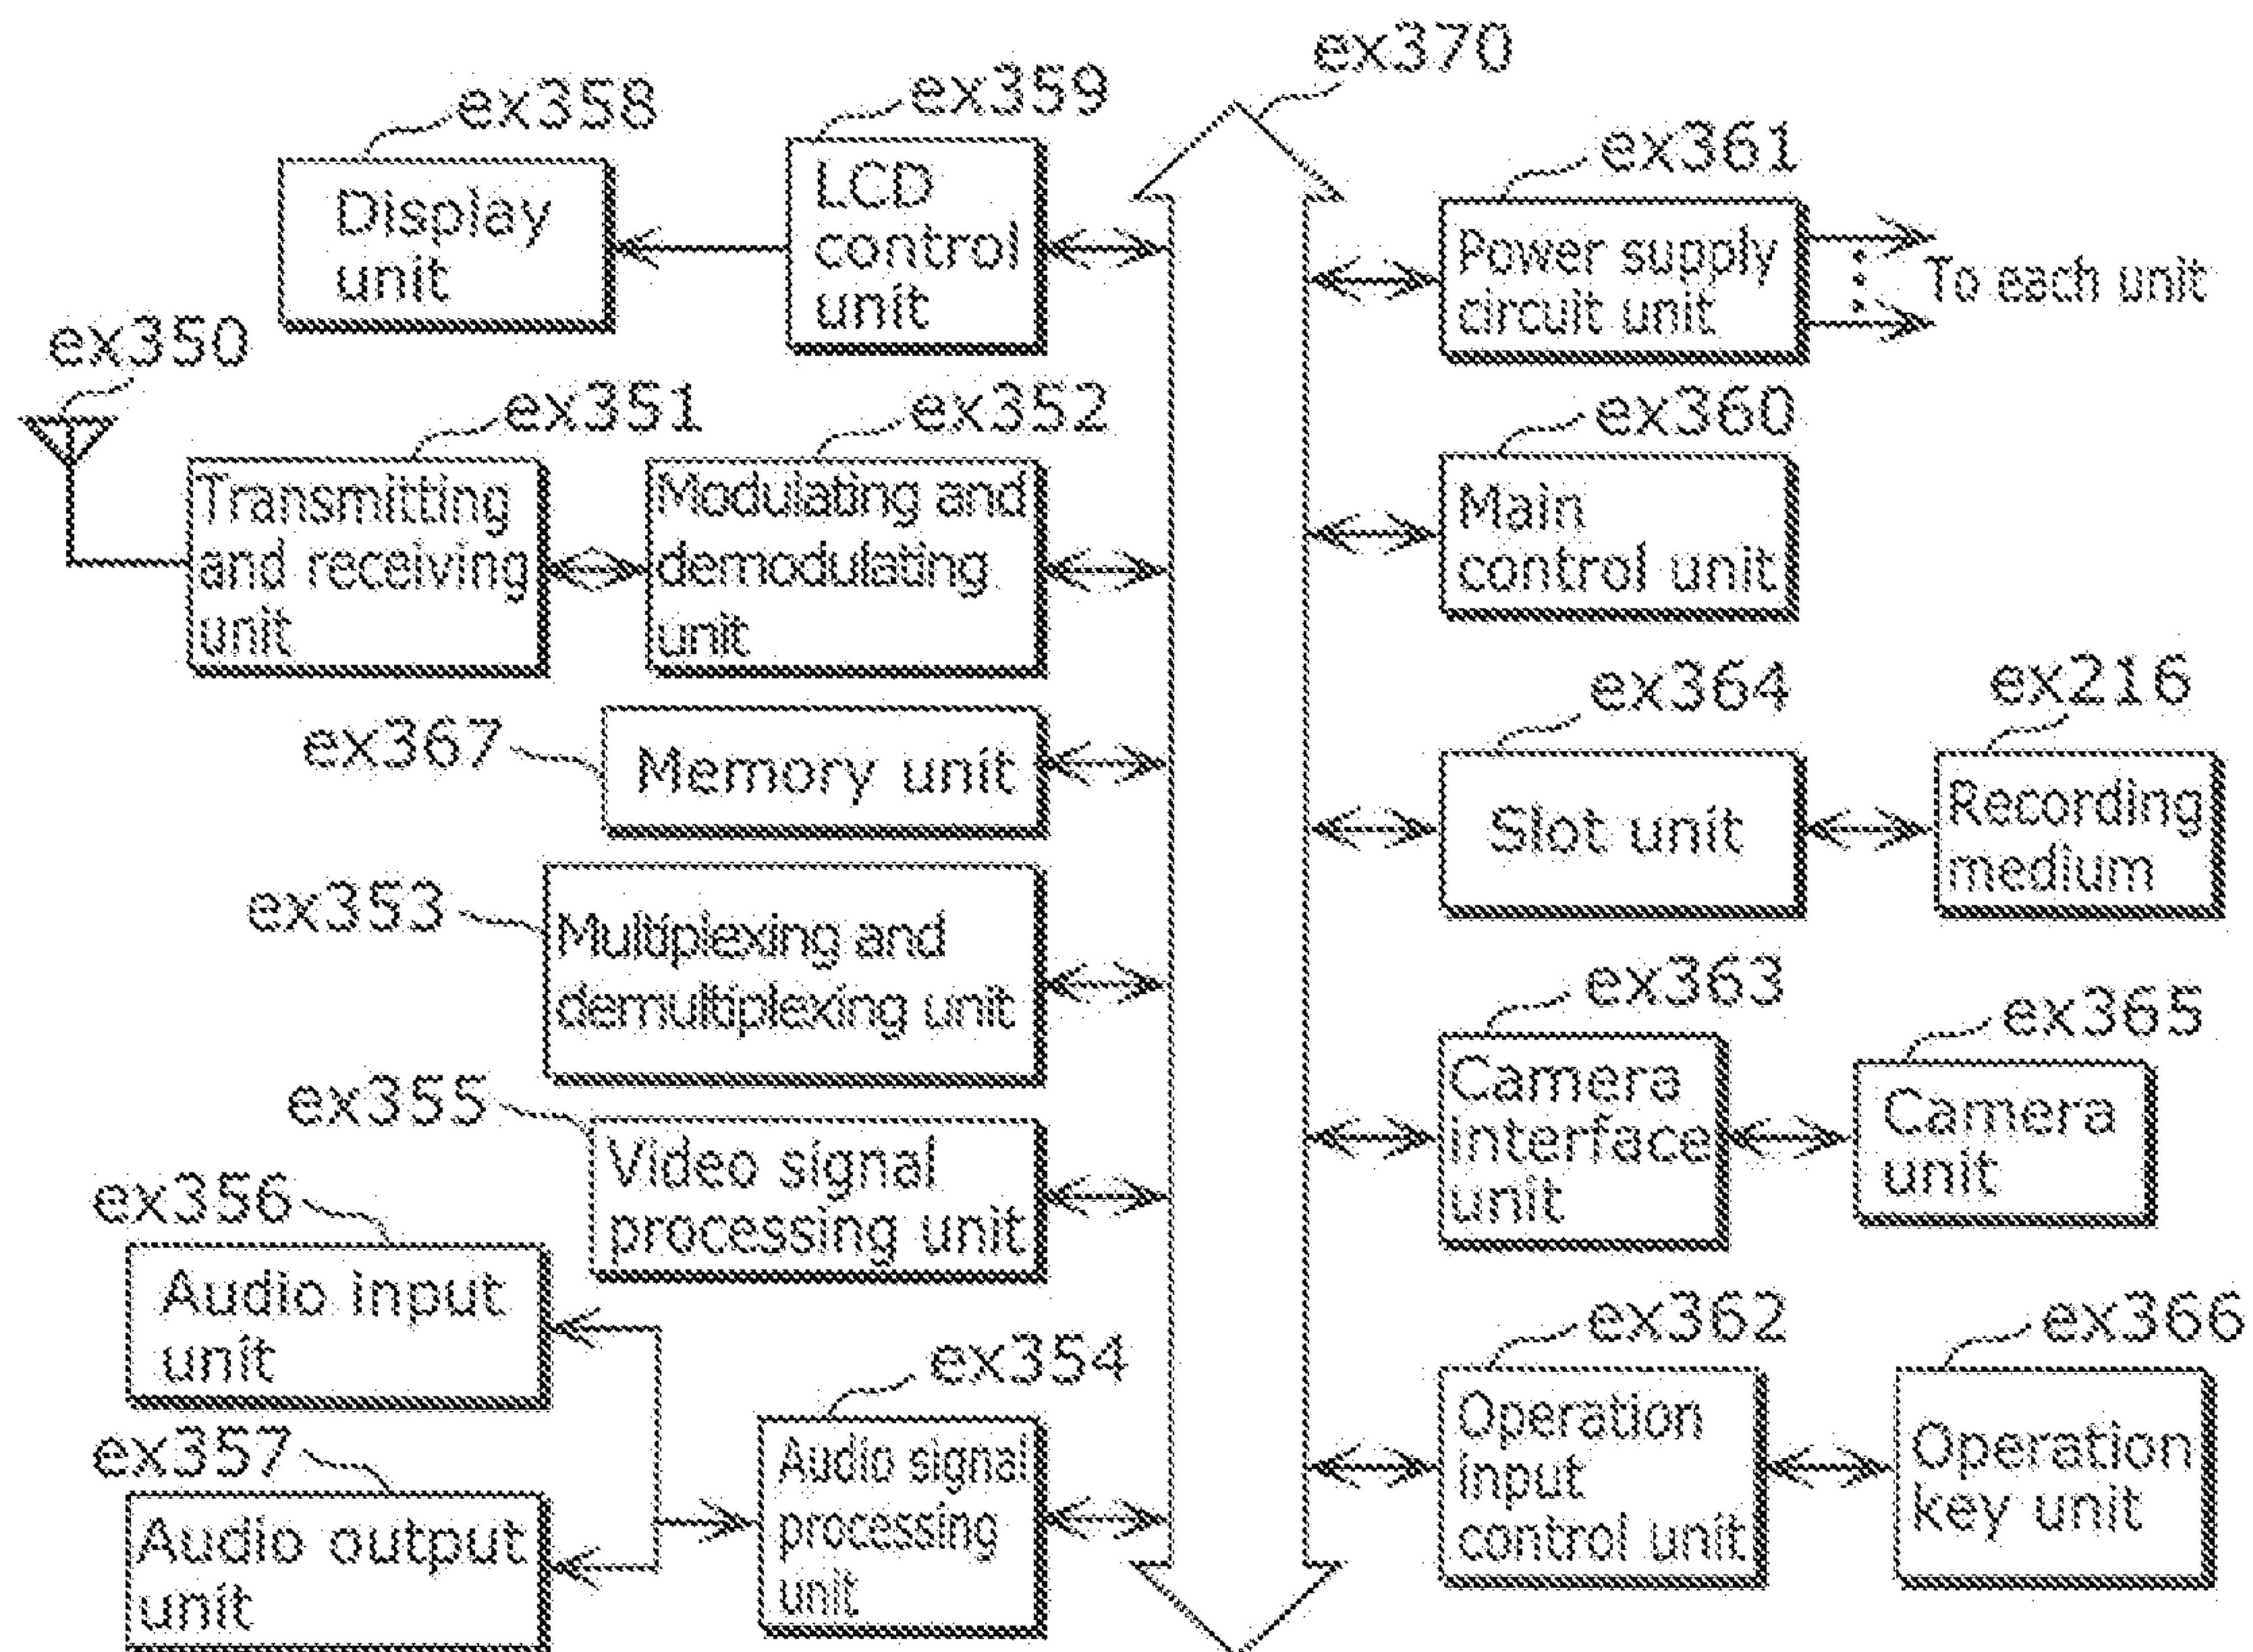 ex370
ex358
ex359
ex361
Display
unit
LCD
control
unit
Power supply
circuit unit
To each unit
ex350
ex351
ex352
ex360
Transmitting
and receiving
unit
Modulating and
demodulating
unit
Main
control unit
ex367
Memory unit
ex364
ex216
Slot unit
Recording
medium
ex353
Multiplexing and
demultiplexing unit
ex363
ex365
Camera
interface
unit
Camera
unit
ex355
Video signal
processing unit
ex356
Audio input
unit
ex354
ex362
ex366
ex357
Audio output
unit
Audio signal
processing
unit
Operation
input
control unit
Operation
key unit